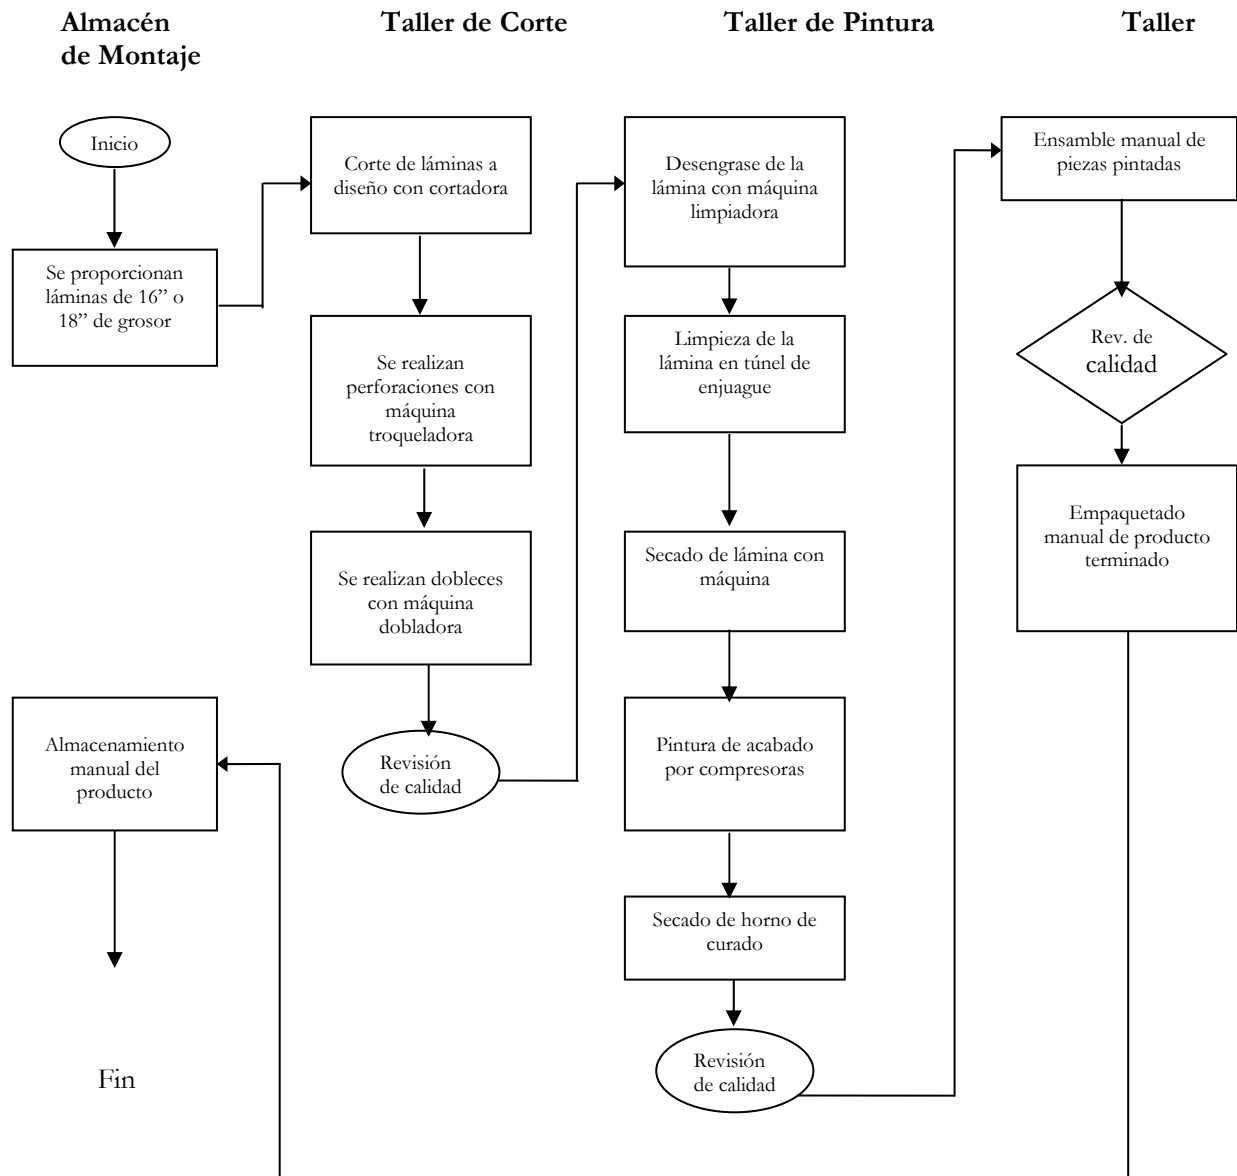 Almacén
de Montaje
Taller de Corte
Taller de Pintura
Taller
Inicio
Se proporcionan
láminas de 16” o
18” de grosor
Almacenamiento
manual del
producto
Fin
Corte de láminas a
diseño con cortadora
Se realizan
perforaciones con
máquina
troqueladora
Se realizan dobleces
con máquina
dobladora
Revisión
de calidad
Desengrase de la
lámina con máquina
limpiadora
Limpieza de la
lámina en túnel de
enjuague
Secado de lámina con
máquina
Pintura de acabado
por compresoras
Secado de horno de
curado
Revisión
de calidad
Ensamble manual de
piezas pintadas
Rev. de
calidad
Empaquetado
manual de producto
terminado